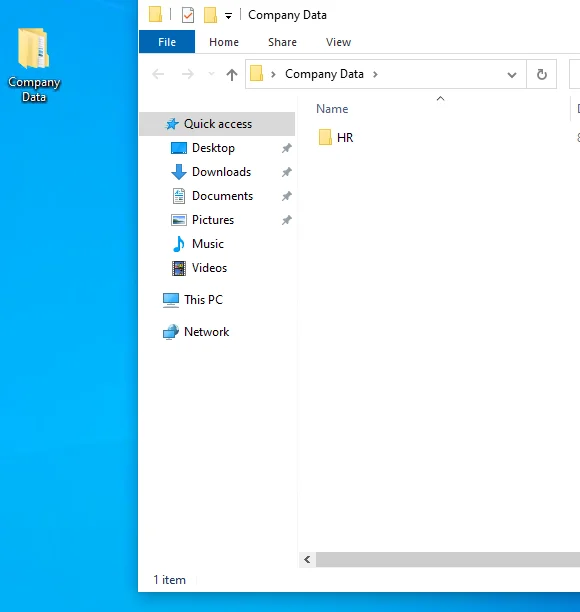 Company Data
File
Home
Share
View
Company Data
Name
Quick access
HR
Desktop
Downloads
Documents
Pictures
Music
Videos
This PC
Network
1 item
Company
Data